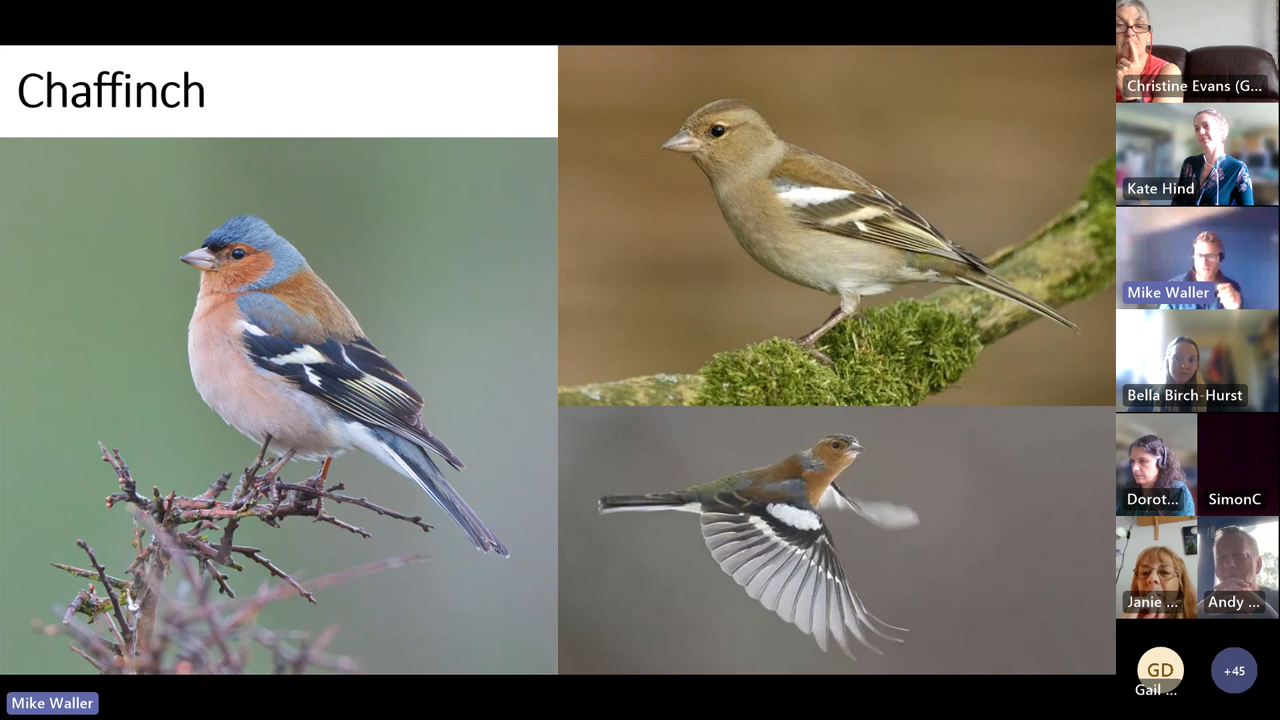 Chaffinch
Christine Evans (G...
Kate Hind
Mike Waller
Bella Birch-Hurst
Dorot...
SimonC
Janie ...
Andy ...
GD
Gail ...
+45
Mike Waller